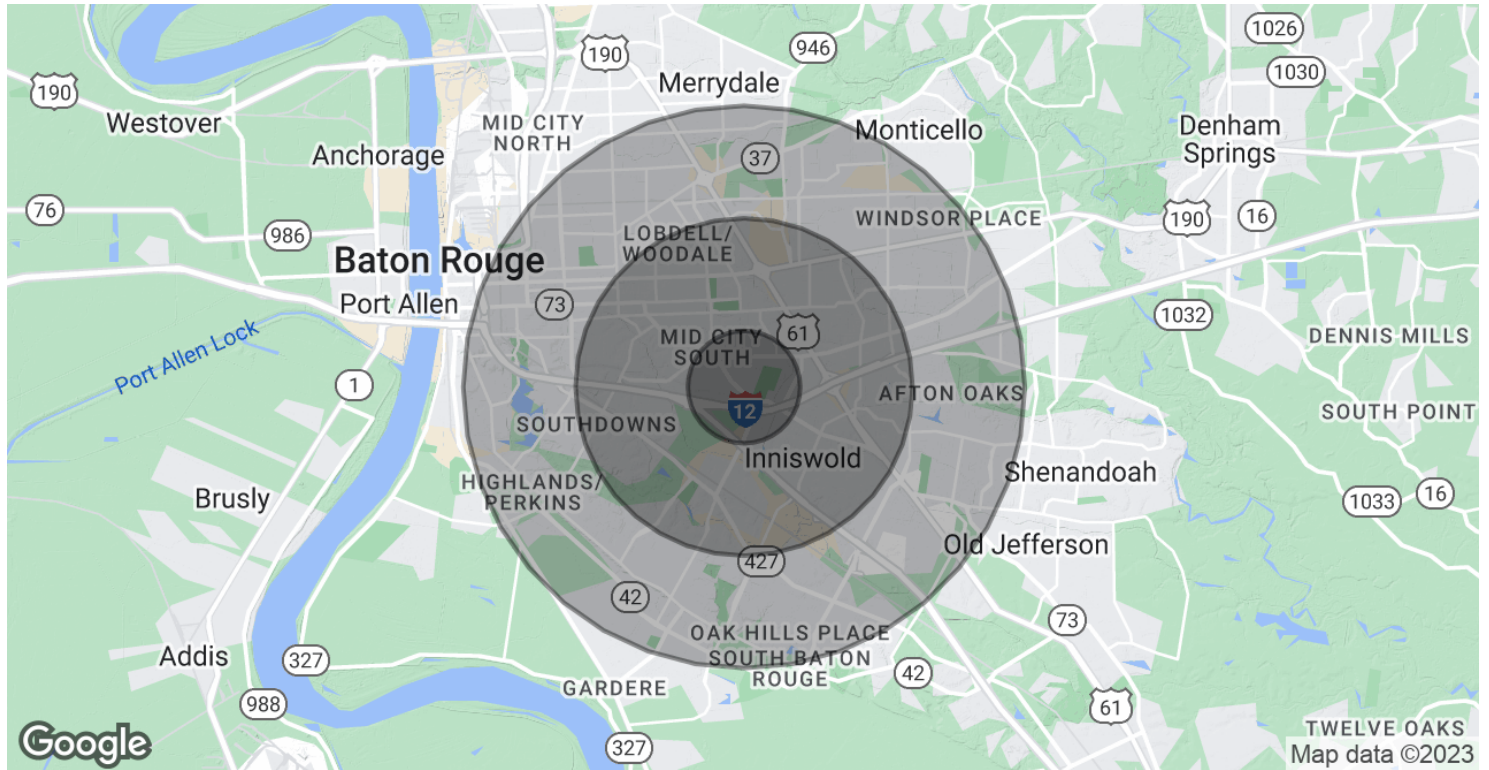 1026
946
190
1030
190
Merrydale
Westover
MID CITY
NORTH
Monticello
Denham
Springs
Anchorage
37
76
986
WINDSOR PLACE
190
16
LOBDELL/
WOODALE
Baton Rouge
Port Allen
73
1032
61
MID CITY
SOUTH
DENNIS MILLS
Port Allen Lock
1
AFTON OAKS
12
SOUTH POINT
SOUTHDOWNS
Inniswold
Shenandoah
HIGHLANDS/
PERKINS
Brusly
1033
16
Old Jefferson
427
42
73
OAK HILLS PLACE
SOUTH BATON
ROUGE
Addis
327
42
GARDERE
988
61
TWELVE OAKS
327
Google
Map data ©2023